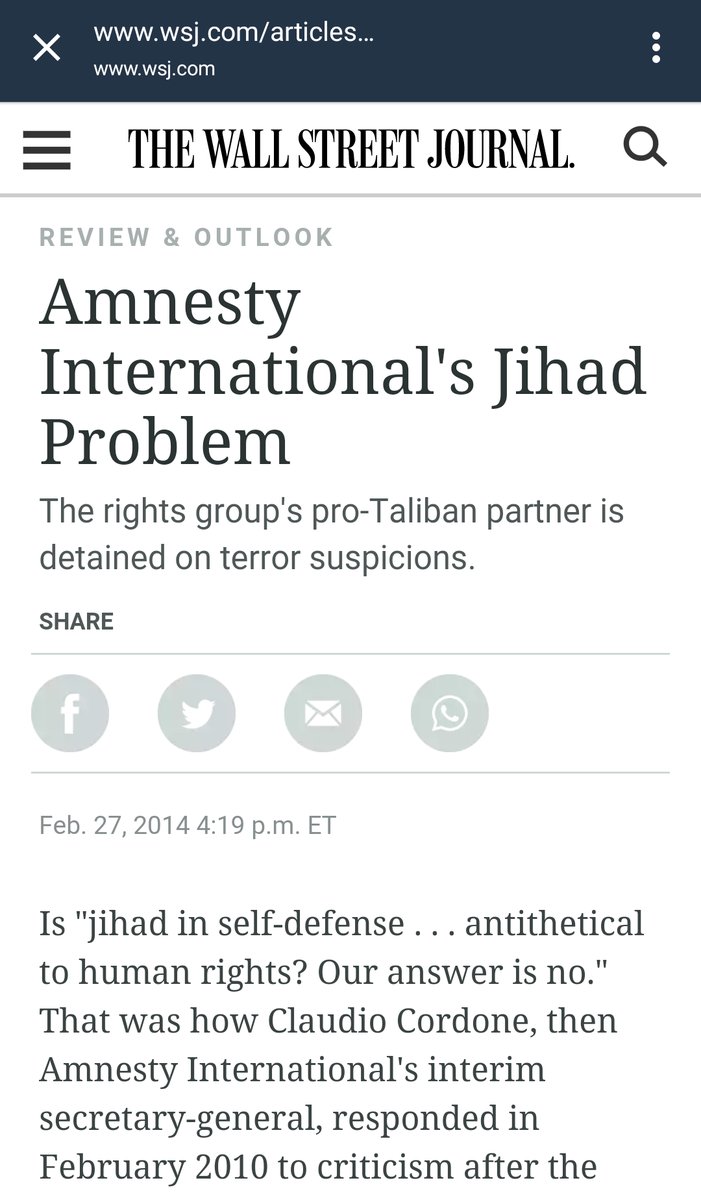 www.wsj.com/articles...
www.wsj.com
THE WALL STREET JOURNAL.
REVIEW & OUTLOOK
Amnesty
International's Jihad
Problem
The rights group's pro-Taliban partner is
detained on terror suspicions.
SHARE
Feb. 27, 2014 4:19 p.m. ET
Is "jihad in self-defense . . . antithetical
to human rights? Our answer is no."
That was how Claudio Cordone, then
Amnesty International's interim
secretary-general, responded in
February 2010 to criticism after the